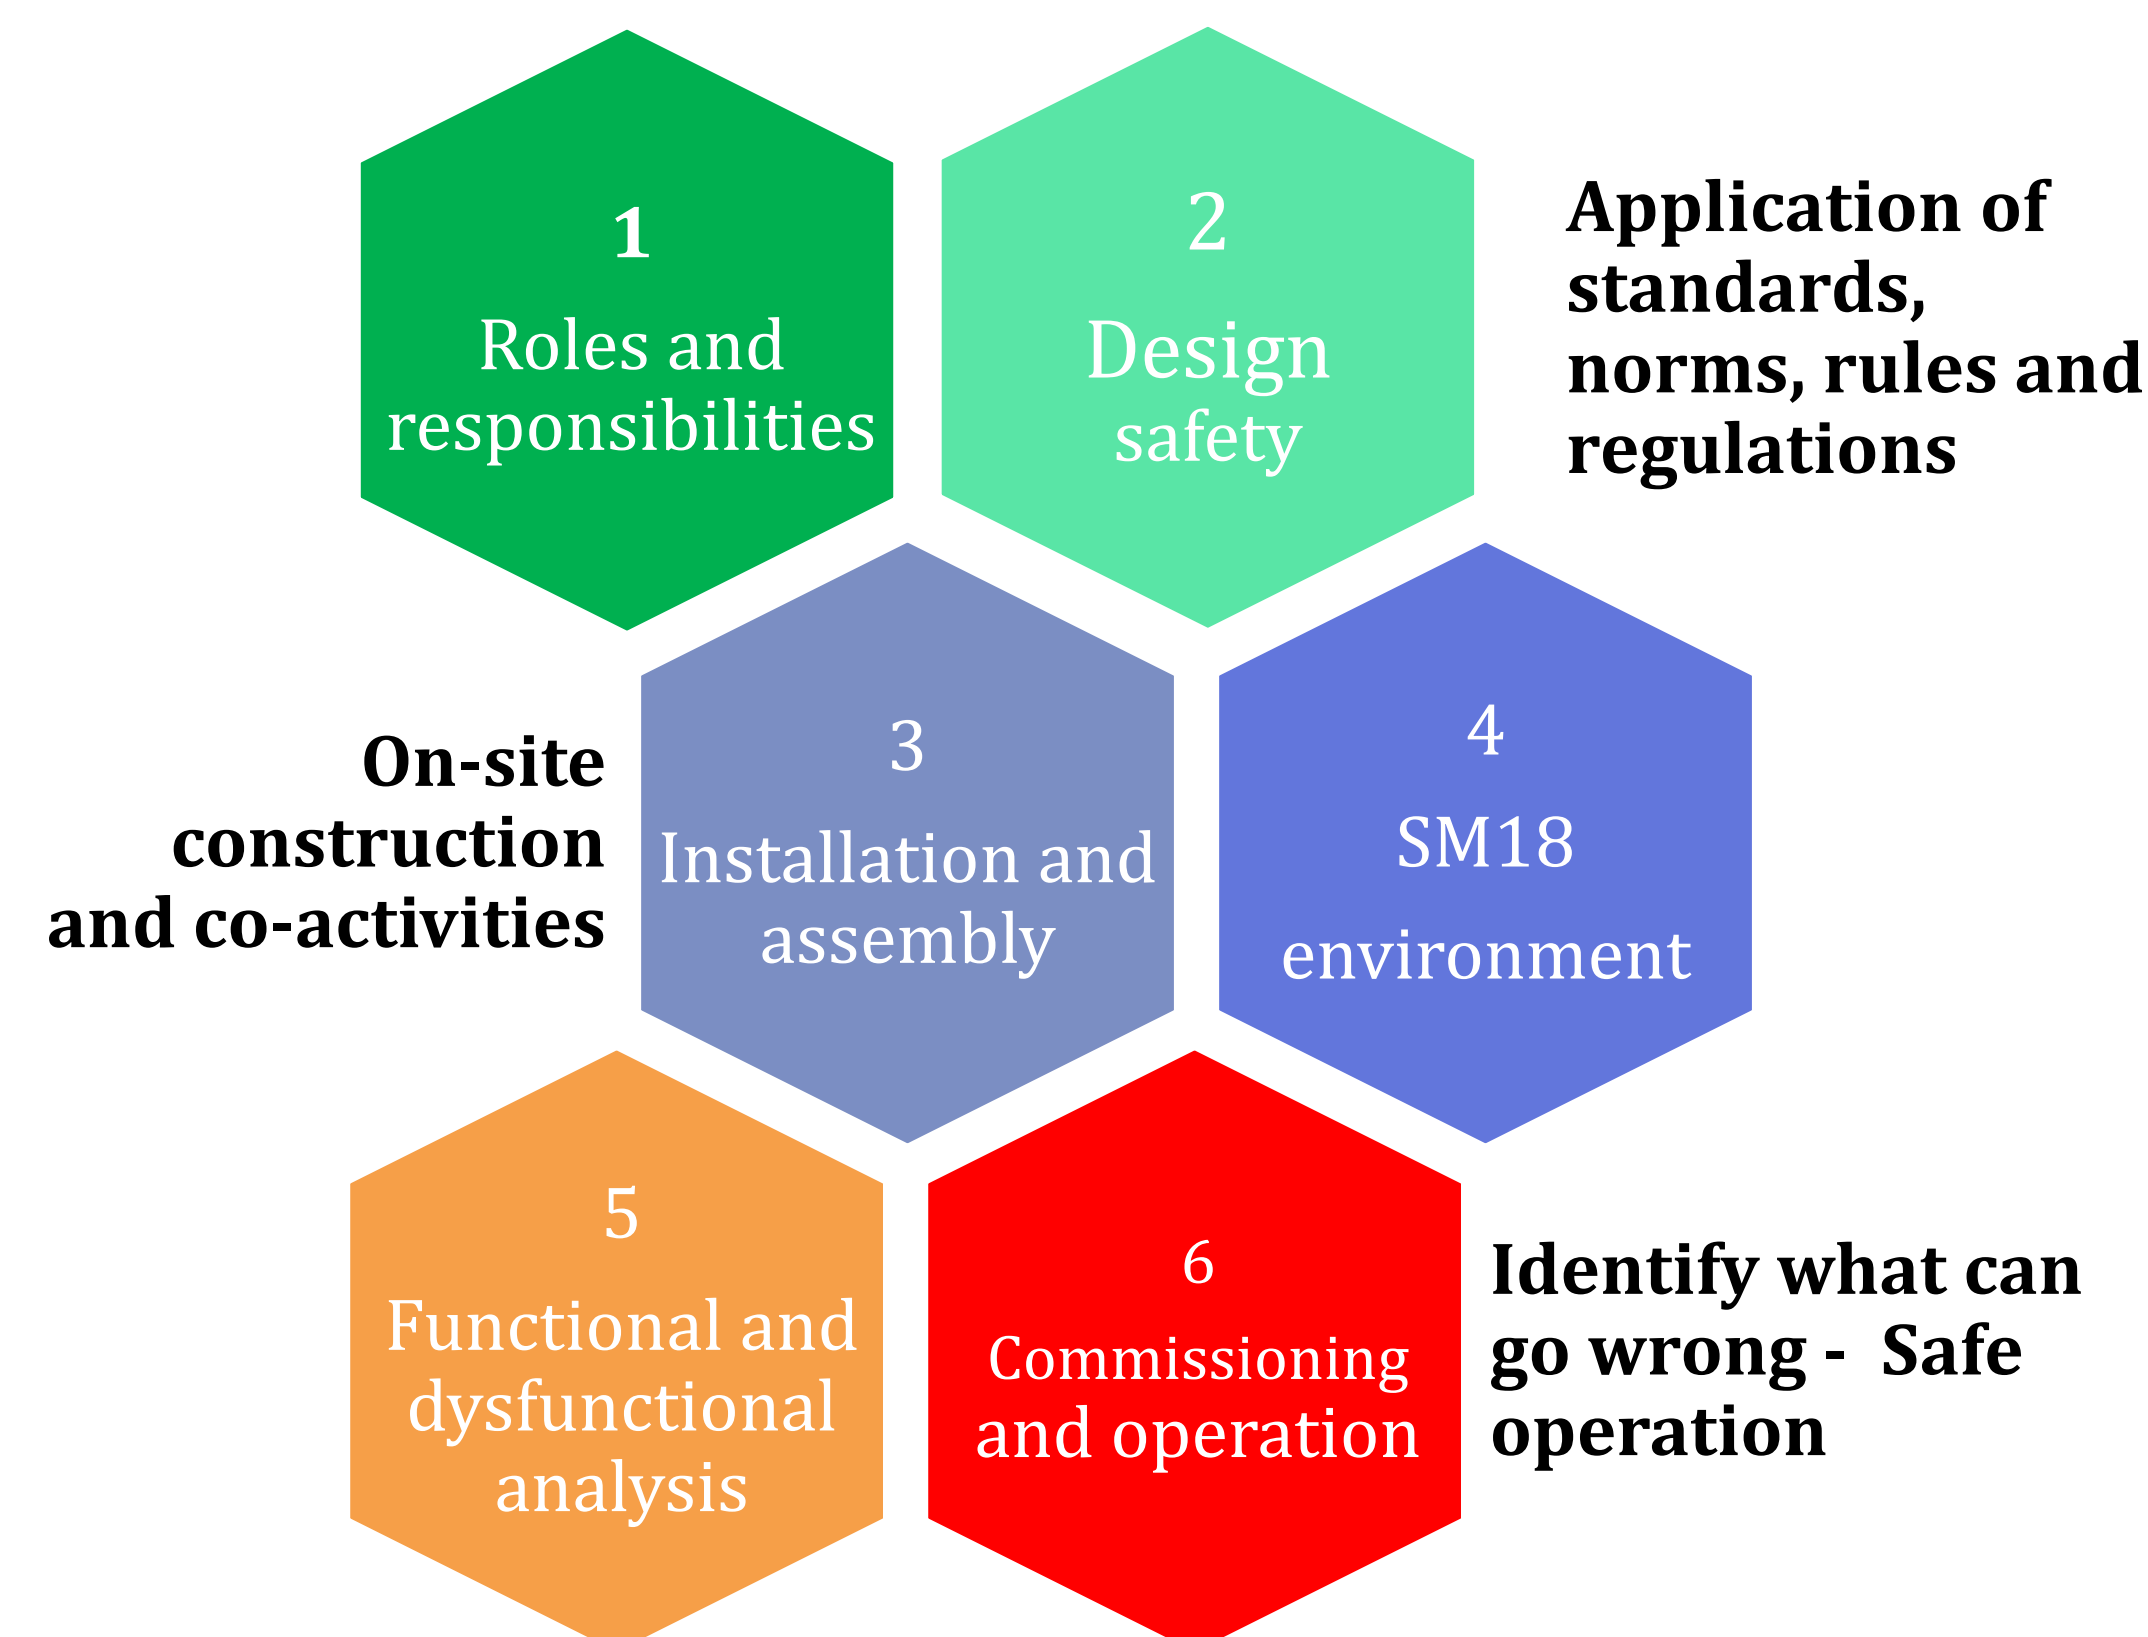 1
Roles and
responsibilities
2
Design
safety
Application of
standards,
norms, rules and
regulations
On-site
construction
and co-activities
3
Installation and
assembly
4
SM18
environment
5
Functional and
dysfunctional
analysis
6
Commissioning
and operation
Identify what can
go wrong -  Safe
operation